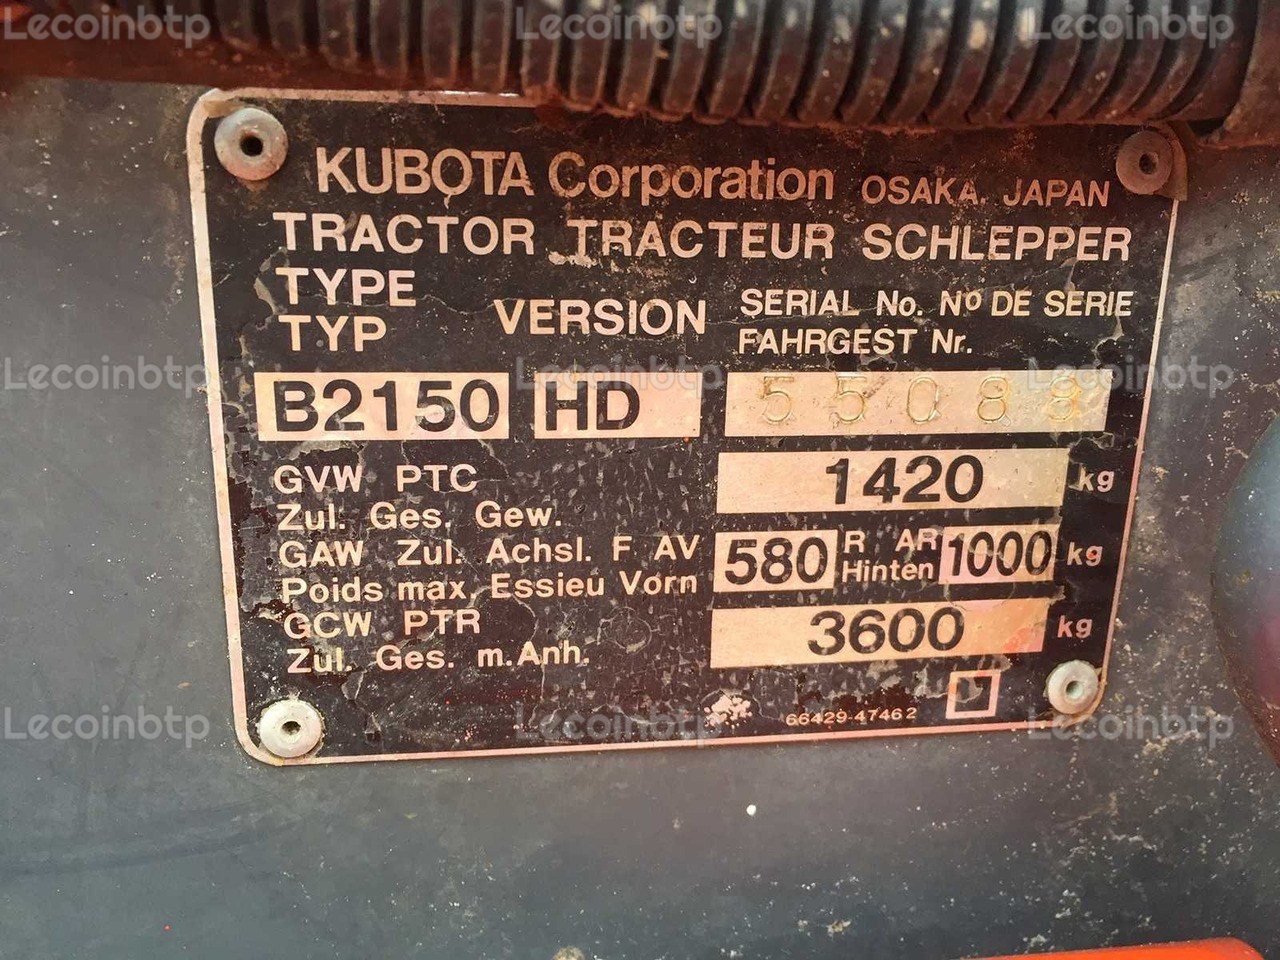 Lecoinbtp Lecoinbtp Lecoinbtp
KUBOTA Corporation OSAKA, JAPAN
TRACTOR TRACTEUR SCHLEPPER
TYPE
TYP
VERSION
SERIAL No. Nº DE SERIE
FAHRGEST Nr.
Lecoinbtp Lecoinbtp Lecoinbtp
B2150 HD 55088
GVW PTC 1420 kg
Zul. Ges. Gew.
GAW Zul. Achsl. F AV 580 R AR 1000 kg
Poids max. Essieu Vorn Hinten
GCW PTR 3600 kg
Zul. Ges. m.Anh.
66429-47462
Lecoinbtp Lecoinbtp Lecoinbtp